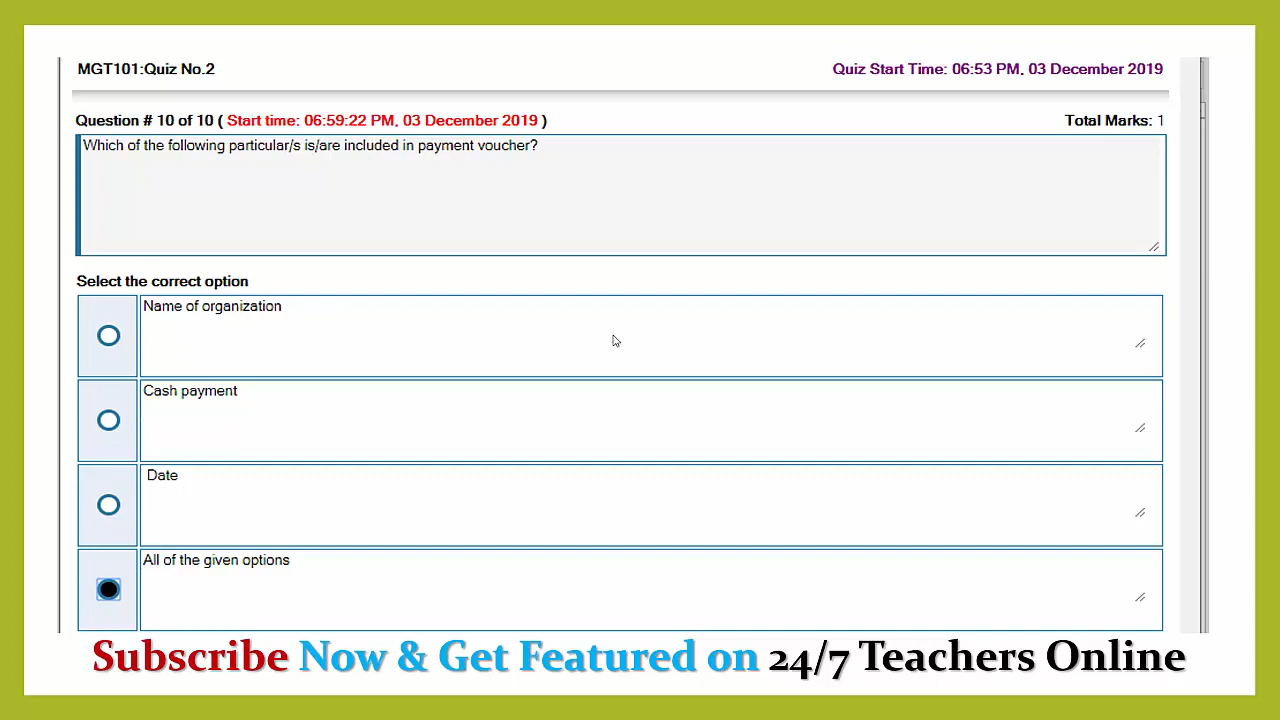 MGT101:Quiz No.2
Quiz Start Time: 06:53 PM, 03 December 2019
Question # 10 of 10 ( Start time: 06:59:22 PM, 03 December 2019 )
Total Marks: 1
Which of the following particular/s is/are included in payment voucher?
Select the correct option
Name of organization
Cash payment
Date
All of the given options
Subscribe Now & Get Featured on 24/7 Teachers Online